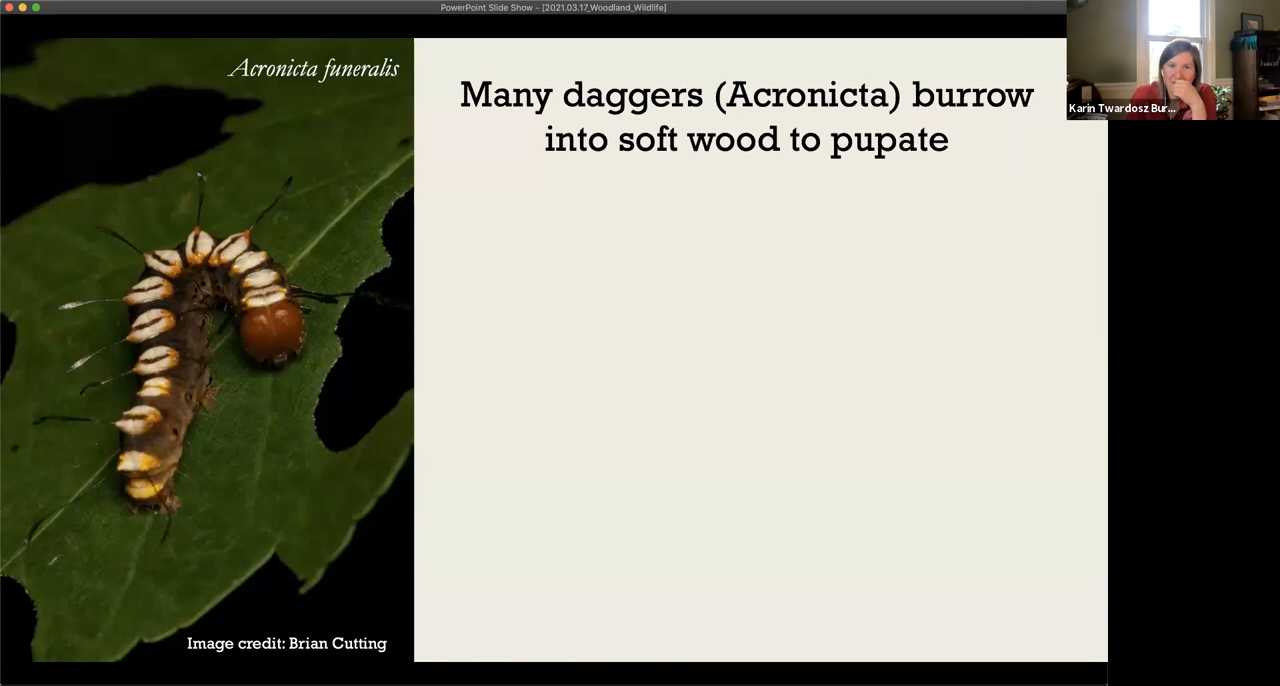 PowerPoint Slide Show - [2021.03.17_Woodland_Wildlife]
Acronicta funeralis
Many daggers (Acronicta) burrow
into soft wood to pupate
Karin Twardosz Bur...
Image credit: Brian Cutting